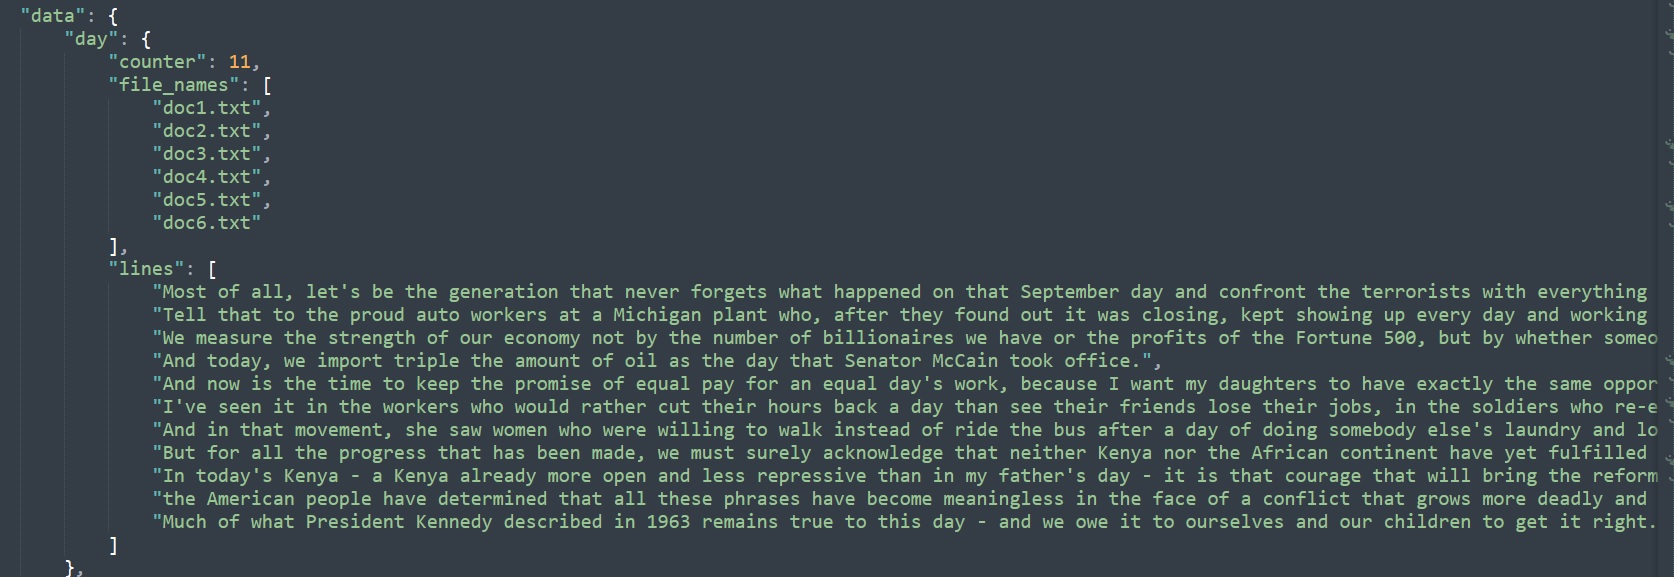 "data": {
"day": {
"counter": 11,
"file_names": [
"doc1.txt",
"doc2.txt",
"doc3.txt",
"doc4.txt",
"doc5.txt",
"doc6.txt"
],
"lines": [
"Most of all, let's be the generation that never forgets what happened on that September day and confront the terrorists with everything
"Tell that to the proud auto workers at a Michigan plant who, after they found out it was closing, kept showing up every day and working
"We measure the strength of our economy not by the number of billionaires we have or the profits of the Fortune 500, but by whether someo
"And today, we import triple the amount of oil as the day that Senator McCain took office.",
"And now is the time to keep the promise of equal pay for an equal day's work, because I want my daughters to have exactly the same oppor
"I've seen it in the workers who would rather cut their hours back a day than see their friends lose their jobs, in the soldiers who re-e
"And in that movement, she saw women who were willing to walk instead of ride the bus after a day of doing somebody else's laundry and lo
"But for all the progress that has been made, we must surely acknowledge that neither Kenya nor the African continent have yet fulfilled
"In today's Kenya - a Kenya already more open and less repressive than in my father's day - it is that courage that will bring the reform
"the American people have determined that all these phrases have become meaningless in the face of a conflict that grows more deadly and
"Much of what President Kennedy described in 1963 remains true to this day - and we owe it to ourselves and our children to get it right.
]
},